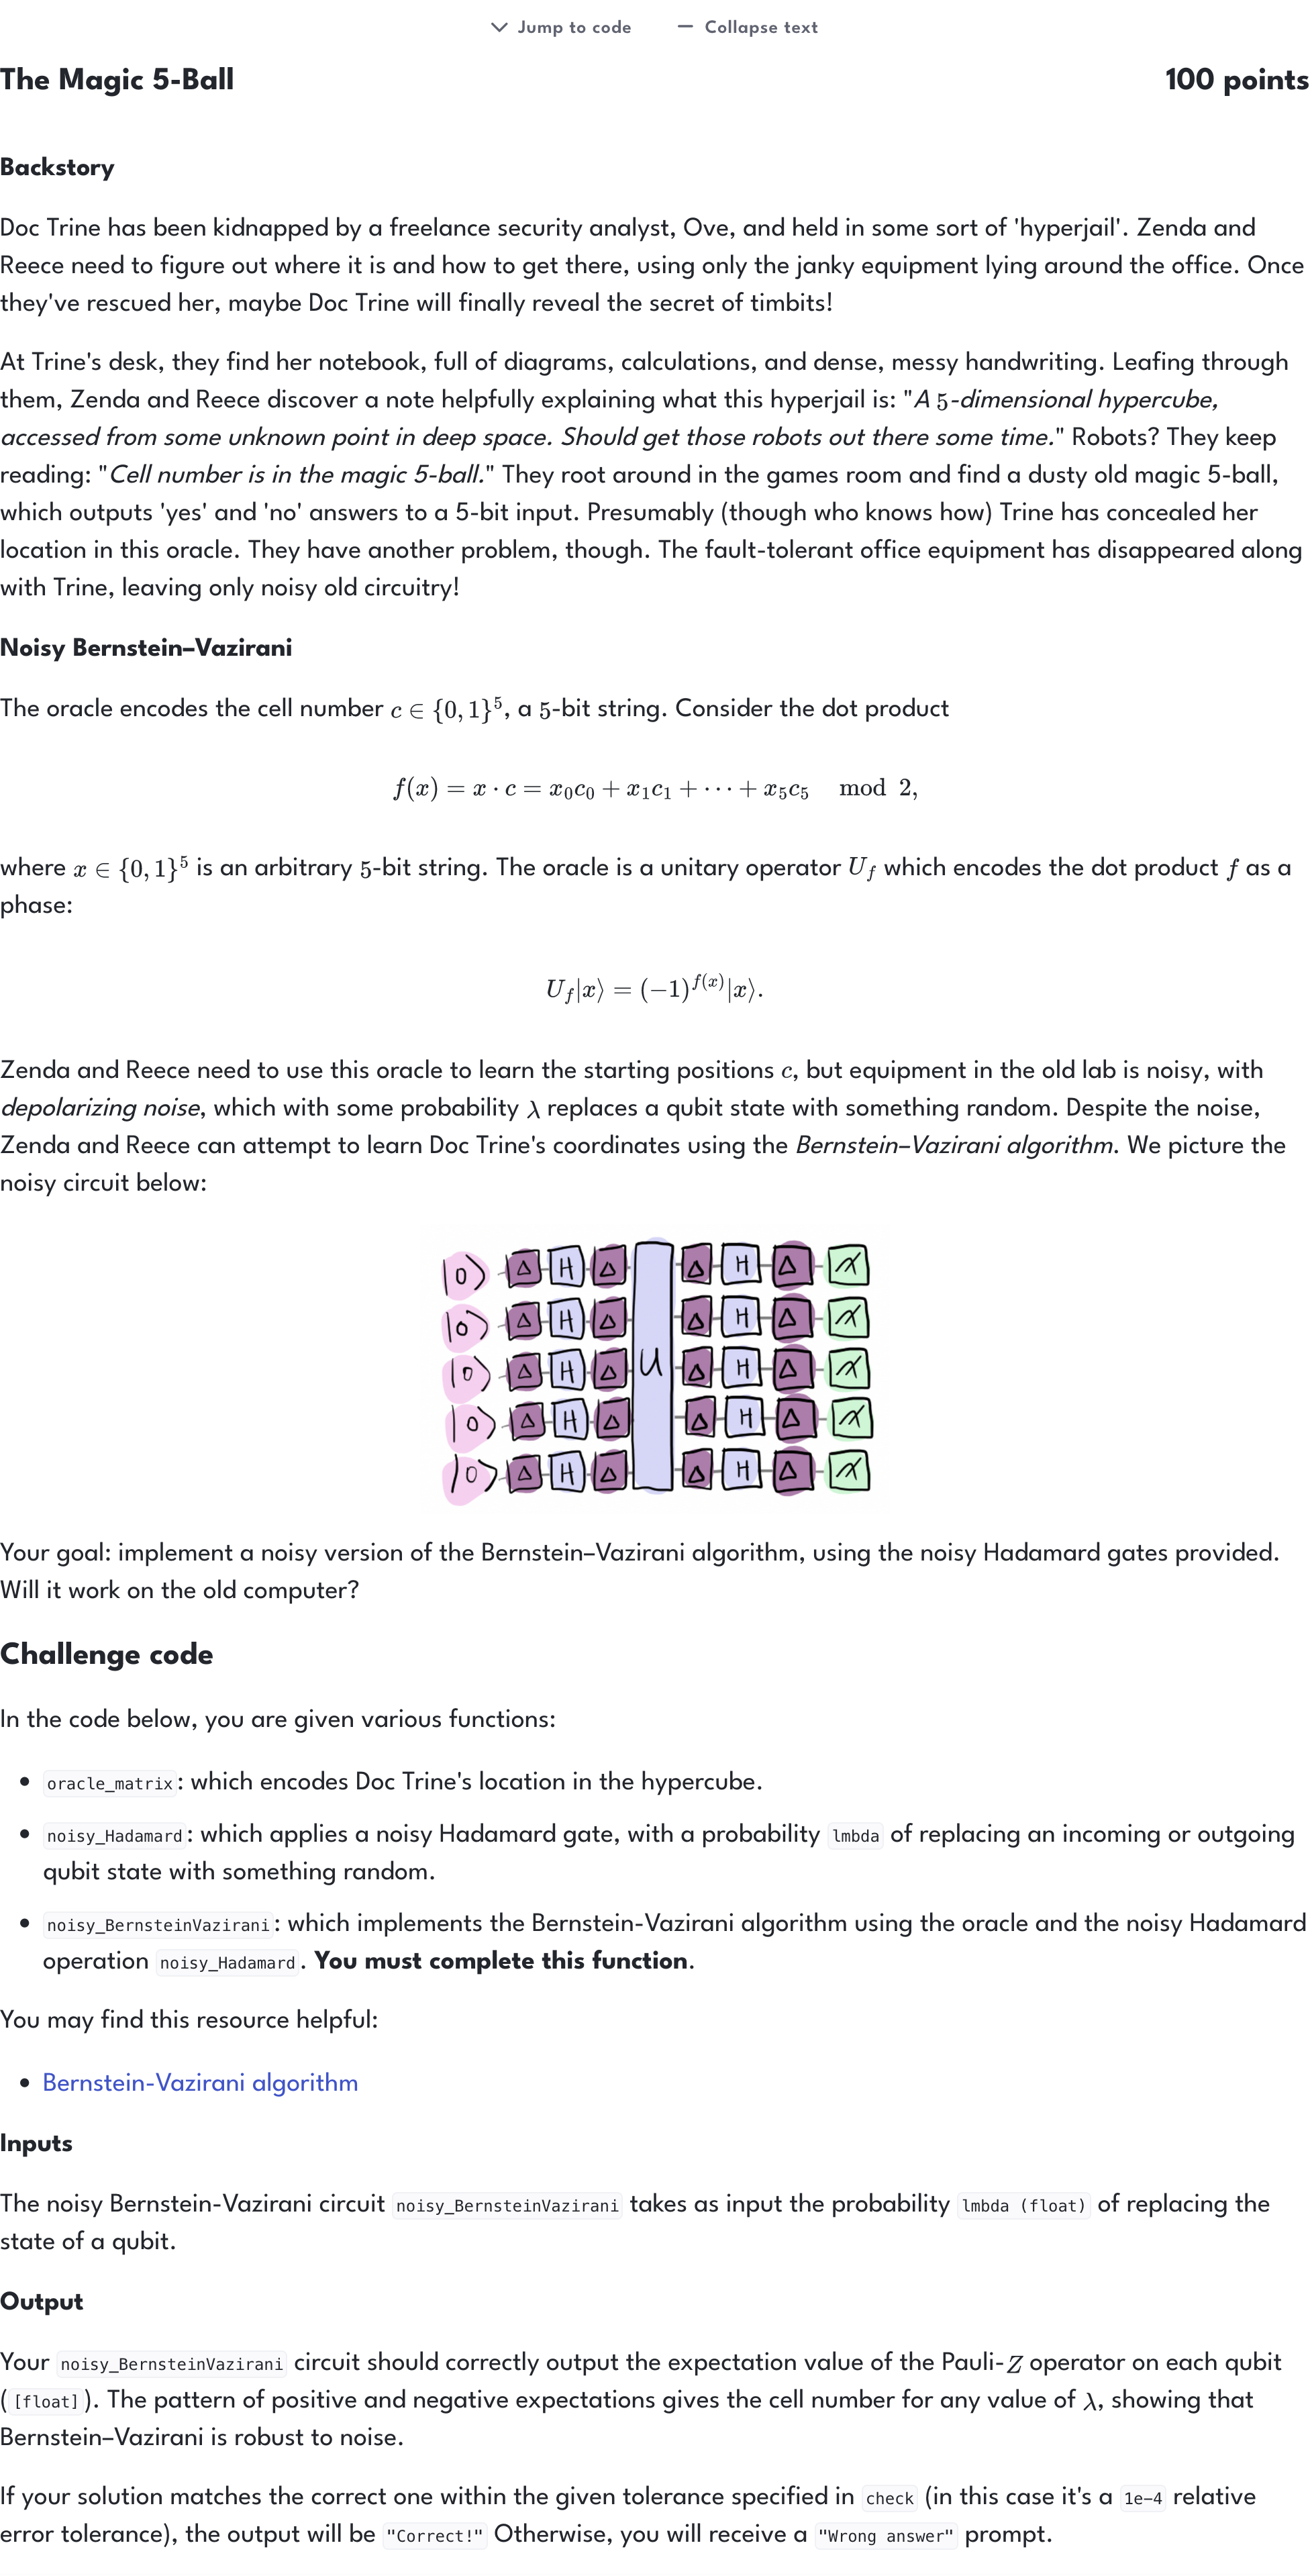 Jump to code Collapse text
The Magic 5-Ball 100 points
Backstory
Doc Trine has been kidnapped by a freelance security analyst, Ove, and held in some sort of 'hyperjail'. Zenda and
Reece need to figure out where it is and how to get there, using only the janky equipment lying around the office. Once
they've rescued her, maybe Doc Trine will finally reveal the secret of timbits!
At Trine's desk, they find her notebook, full of diagrams, calculations, and dense, messy handwriting. Leafing through
them, Zenda and Reece discover a note helpfully explaining what this hyperjail is: "A 5-dimensional hypercube,
accessed from some unknown point in deep space. Should get those robots out there some time." Robots? They keep
reading: "Cell number is in the magic 5-ball." They root around in the games room and find a dusty old magic 5-ball,
which outputs 'yes' and 'no' answers to a 5-bit input. Presumably (though who knows how) Trine has concealed her
location in this oracle. They have another problem, though. The fault-tolerant office equipment has disappeared along
with Trine, leaving only noisy old circuitry!
Noisy Bernstein–Vazirani
The oracle encodes the cell number c ∈ {0, 1}⁵, a 5-bit string. Consider the dot product
f(x) = x · c = x₀c₀ + x₁c₁ + ··· + x₅c₅ mod 2,
where x ∈ {0, 1}⁵ is an arbitrary 5-bit string. The oracle is a unitary operator U_f which encodes the dot product f as a
phase:
U_f|x⟩ = (−1)^{f(x)}|x⟩.
Zenda and Reece need to use this oracle to learn the starting positions c, but equipment in the old lab is noisy, with
depolarizing noise, which with some probability λ replaces a qubit state with something random. Despite the noise,
Zenda and Reece can attempt to learn Doc Trine's coordinates using the Bernstein–Vazirani algorithm. We picture the
noisy circuit below:
|0⟩ Δ H Δ Δ H Δ
|0⟩ Δ H Δ Δ H Δ
|0⟩ Δ H Δ U Δ H Δ
|0⟩ Δ H Δ Δ H Δ
|0⟩ Δ H Δ Δ H Δ
Your goal: implement a noisy version of the Bernstein–Vazirani algorithm, using the noisy Hadamard gates provided.
Will it work on the old computer?
Challenge code
In the code below, you are given various functions:
• oracle_matrix: which encodes Doc Trine's location in the hypercube.
• noisy_Hadamard: which applies a noisy Hadamard gate, with a probability lmbda of replacing an incoming or outgoing
qubit state with something random.
• noisy_BernsteinVazirani: which implements the Bernstein-Vazirani algorithm using the oracle and the noisy Hadamard
operation noisy_Hadamard. You must complete this function.
You may find this resource helpful:
• Bernstein-Vazirani algorithm
Inputs
The noisy Bernstein-Vazirani circuit noisy_BernsteinVazirani takes as input the probability lmbda (float) of replacing the
state of a qubit.
Output
Your noisy_BernsteinVazirani circuit should correctly output the expectation value of the Pauli-Z operator on each qubit
([float]). The pattern of positive and negative expectations gives the cell number for any value of λ, showing that
Bernstein–Vazirani is robust to noise.
If your solution matches the correct one within the given tolerance specified in check (in this case it's a 1e-4 relative
error tolerance), the output will be "Correct!" Otherwise, you will receive a "Wrong answer" prompt.